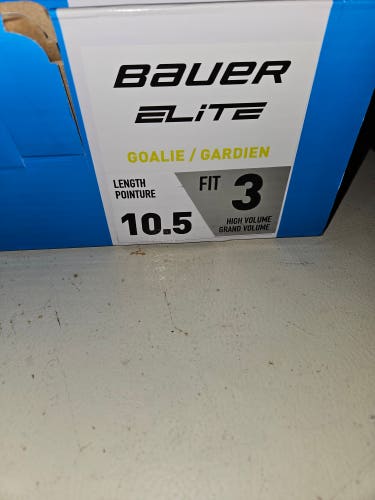 BAUER
ELITE
GOALIE / GARDIEN
LENGTH
POINTURE
10.5
FIT 3
HIGH VOLUME
GRAND VOLUME